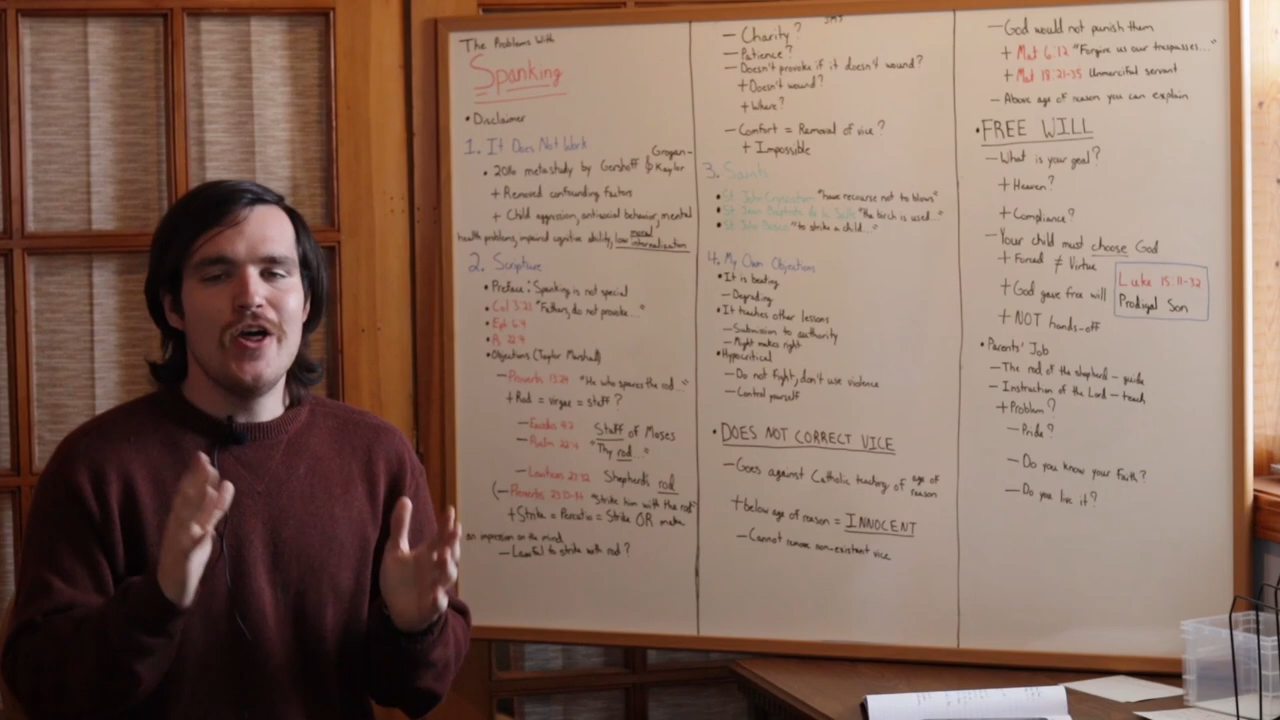 The Problems With
Spanking
• Disclaimer
1. It Does Not Work
• 2016 metastudy by Gershoff & Grogan-Kaylor
+ Removed confounding factors
+ Child aggression, antisocial behavior, mental
health problems, impaired cognitive ability, low moral internalization
2. Scripture
• Preface: Spanking is not special
• Col 3:21 "Fathers, do not provoke..."
• Eph 6:4
• Objections (Taylor Marshall)
— Proverbs 13:24 "He who spares the rod..."
+ Rod = virgae = staff?
— Exodus 4:2 Staff of Moses
— Psalm 22:4 "Thy rod..."
— Leviticus 27:32 Shepherd's rod
(— Proverbs 23:13-14 "Strike him with the rod"
+ Strike = Percutio = Strike OR make
an impression on the mind
— Lawful to strike with rod?
— Charity?
— Patience?
— Doesn't provoke if it doesn't wound?
+ Doesn't wound?
+ Where?
— Comfort = Removal of vice?
+ Impossible
3. Saints
• St. John Chrysostom "have recourse not to blows"
• St. Jean Baptiste de la Salle "the birch is used..."
• St. John Bosco "to strike a child..."
4. My Own Objections
• It is beating
— Degrading
• It teaches other lessons
— Submission to authority
— Might makes right
• Hypocritical
— Do not fight, don't use violence
— Control yourself
• DOES NOT CORRECT VICE
— Goes against Catholic teaching of age of reason
+ below age of reason = INNOCENT
— Cannot remove non-existent vice
— God would not punish them
+ Mat 6:12 "Forgive us our trespasses..."
+ Mat 18:21-35 Unmerciful servant
— Above age of reason you can explain
• FREE WILL
— What is your goal?
+ Heaven?
+ Compliance?
— Your child must choose God
+ Forced ≠ Virtue
+ God gave free will
+ NOT hands-off
Luke 15:11-32
Prodigal Son
• Parents' Job
— The rod of the shepherd — guide
— Instruction of the Lord — teach
+ Problem?
— Pride?
— Do you know your Faith?
— Do you live it?